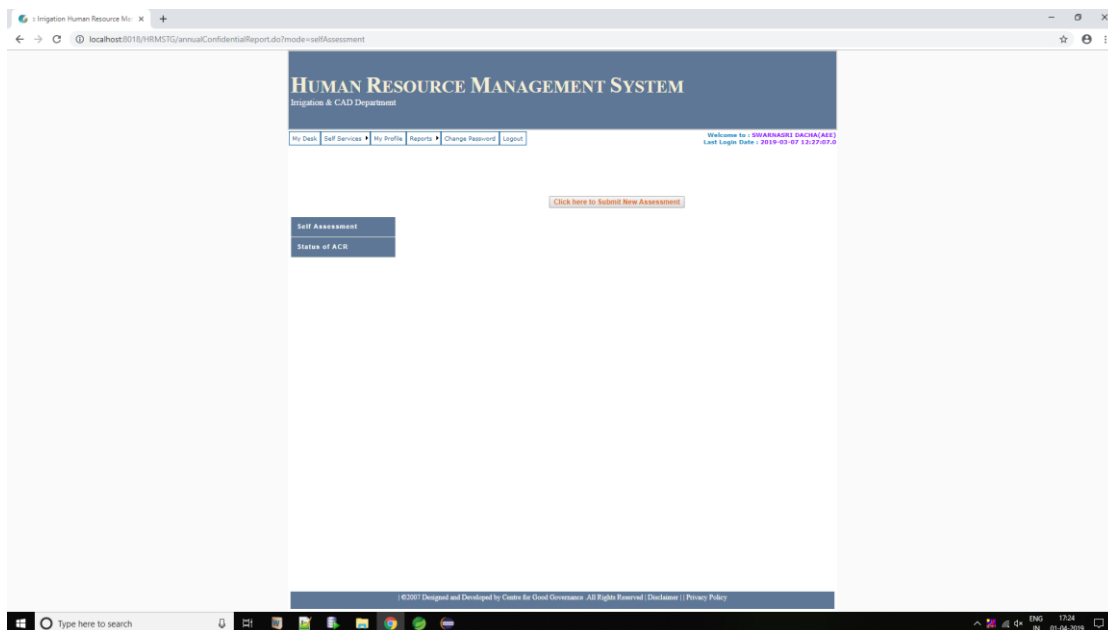 : Irrigation Human Resource Ma
localhost:8018/HRMSTG/annualConfidentialReport.do?mode=selfAssessment
HUMAN RESOURCE MANAGEMENT SYSTEM
Irrigation & CAD Department
My Desk Self Services My Profile Reports Change Password Logout
Welcome to : SWARNASRI DACHA(AEE)
Last Login Date : 2019-03-07 12:27:07.0
Click here to Submit New Assessment
Self Assessment
Status of ACR
| ©2007 Designed and Developed by Centre for Good Governance All Rights Reserved | Disclaimer | | Privacy Policy
Type here to search
ENG 17:24
IN 01-04-2019